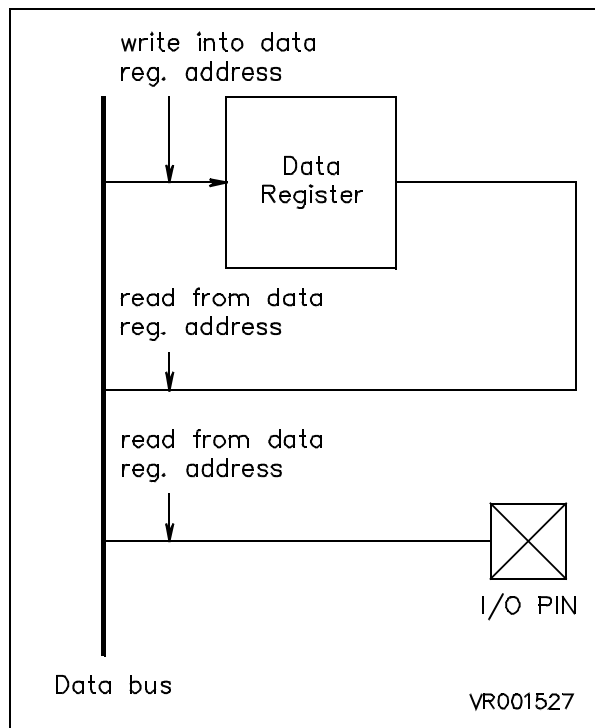 write into data
reg. address
Data
Register
read from data
reg. address
read from data
reg. address
I/O PIN
Data bus
VR001527